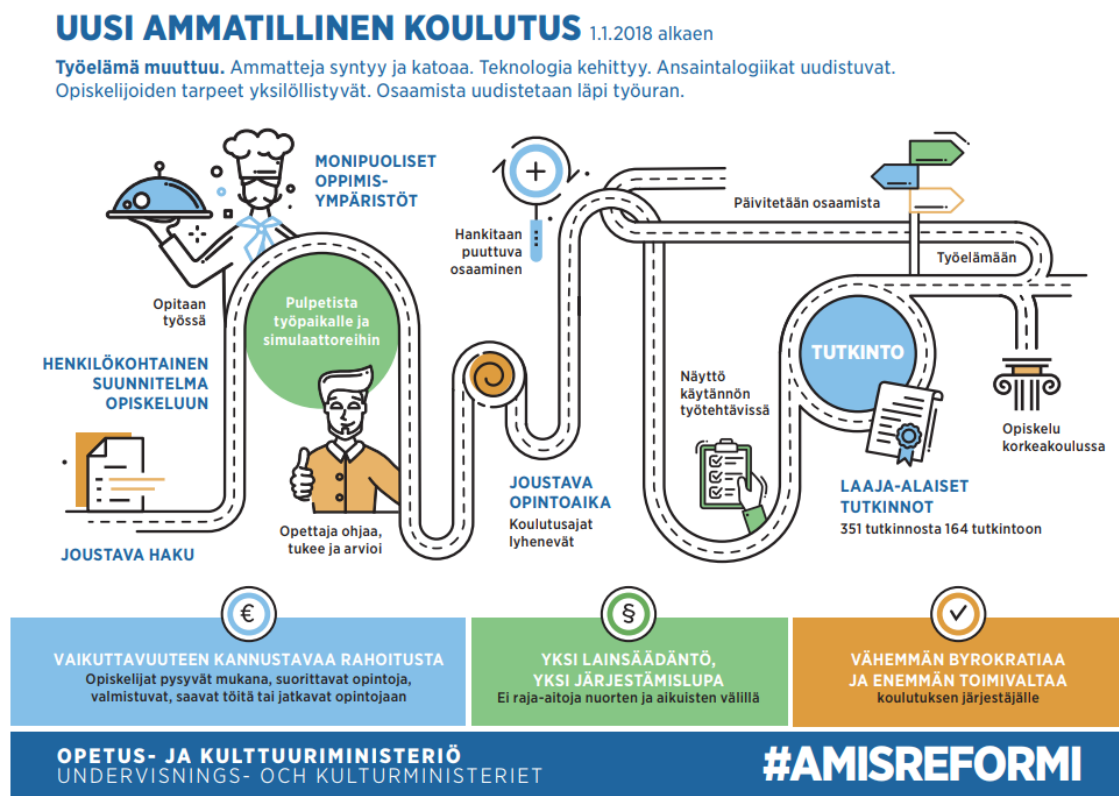 UUSI AMMATILLINEN KOULUTUS 1.1.2018 alkaen
Työelämä muuttuu. Ammatteja syntyy ja katoaa. Teknologia kehittyy. Ansaintalogiikat uudistuvat.
Opiskelijoiden tarpeet yksilöllistyvät. Osaamista uudistetaan läpi työuran.
MONIPUOLISET
OPPIMIS-
YMPÄRISTÖT
Opitaan
työssä
Pulpetista
työpaikalle ja
simulaattoreihin
HENKILÖKOHTAINEN
SUUNNITELMA
OPISKELUUN
JOUSTAVA HAKU
Opettaja ohjaa,
tukee ja arvioi
Hankitaan
puuttuva
osaaminen
JOUSTAVA
OPINTOAIKA
Koulutusajat
lyhenevät
Päivitetään osaamista
Työelämään
Näyttö
käytännön
työtehtävissä
TUTKINTO
Opiskelu
korkeakoulussa
LAAJA-ALAISET
TUTKINNOT
351 tutkinnosta 164 tutkintoon
€
VAIKUTTAVUUTEEN KANNUSTAVAA RAHOITUSTA
Opiskelijat pysyvät mukana, suorittavat opintoja,
valmistuvat, saavat töitä tai jatkavat opintojaan
§
YKSI LAINSÄÄDÄNTÖ,
YKSI JÄRJESTÄMISLUPA
Ei raja-aitoja nuorten ja aikuisten välillä
VÄHEMMÄN BYROKRATIAA
JA ENEMMÄN TOIMIVALTAA
koulutuksen järjestäjälle
OPETUS- JA KULTTUURIMINISTERIÖ
UNDERVISNINGS- OCH KULTURMINISTERIET
#AMISREFORMI